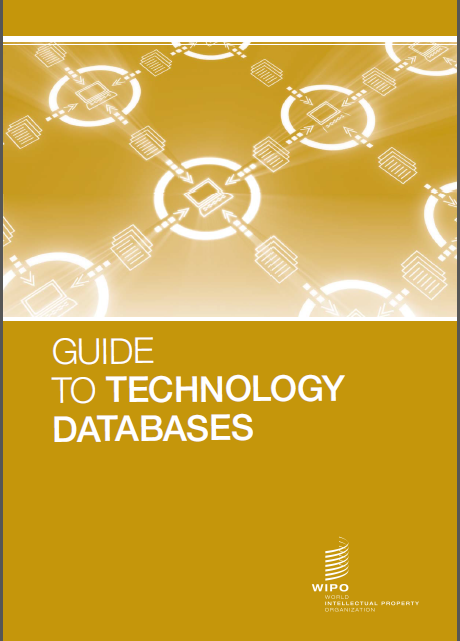 GUIDE
TO TECHNOLOGY
DATABASES
WIPO
WORLD
INTELLECTUAL PROPERTY
ORGANIZATION